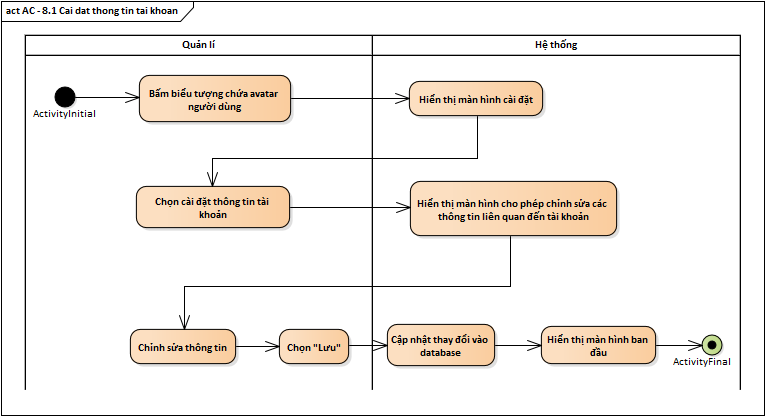 act AC - 8.1 Cai dat thong tin tai khoan
Quản lí
Hệ thống
ActivityInitial
Bấm biểu tượng chứa avatar
người dùng
Hiển thị màn hình cài đặt
Chọn cài đặt thông tin tài
khoản
Hiển thị màn hình cho phép chỉnh sửa các
thông tin liên quan đến tài khoản
Chỉnh sửa thông tin
Chọn "Lưu"
Cập nhật thay đổi vào
database
Hiển thị màn hình ban
đầu
ActivityFinal